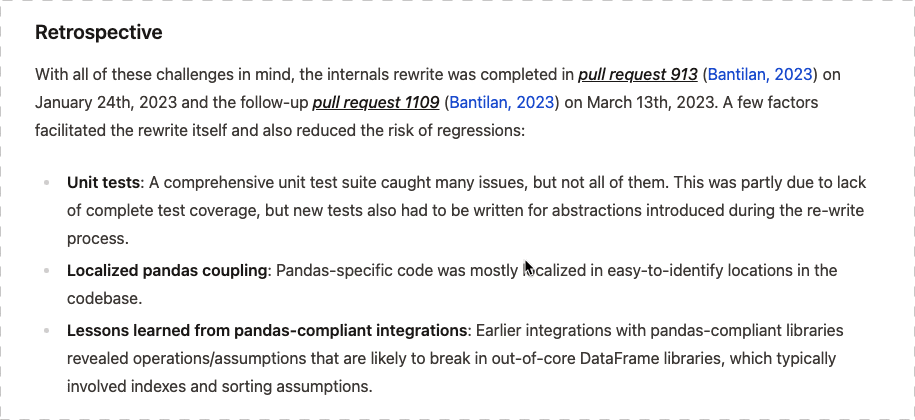 Retrospective
With all of these challenges in mind, the internals rewrite was completed in pull request 913 (Bantilan, 2023) on
January 24th, 2023 and the follow-up pull request 1109 (Bantilan, 2023) on March 13th, 2023. A few factors
facilitated the rewrite itself and also reduced the risk of regressions:
Unit tests: A comprehensive unit test suite caught many issues, but not all of them. This was partly due to lack
of complete test coverage, but new tests also had to be written for abstractions introduced during the re-write
process.
Localized pandas coupling: Pandas-specific code was mostly localized in easy-to-identify locations in the
codebase.
Lessons learned from pandas-compliant integrations: Earlier integrations with pandas-compliant libraries
revealed operations/assumptions that are likely to break in out-of-core DataFrame libraries, which typically
involved indexes and sorting assumptions.